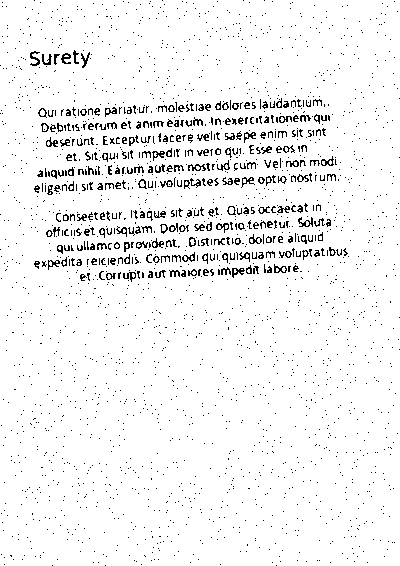 Surety
Qui ratione pariatur. molestiae dolores laudantium,.
Debitis rerum et anim earum. In exercitationem qui
deserunt. Excepturi facere velit saepe enim sit sint
et. Sit qui sit impedit in vero qui. Esse eos in
aliquid nihil. Earum autem nostrud cum. Vel non modi
eligendi sit amet;. Qui voluptates saepe optio nostrum.
Consectetur. Itaque sit aut et. Quas occaecat in
officiis et quisquam. Dolor sed optio tenetur. Soluta
qui ullamco provident,. Distinctio. dolore aliquid
expedita reiciendis. Commodi qui quisquam voluptatibus
et. Corrupti aut maiores impedit labore.